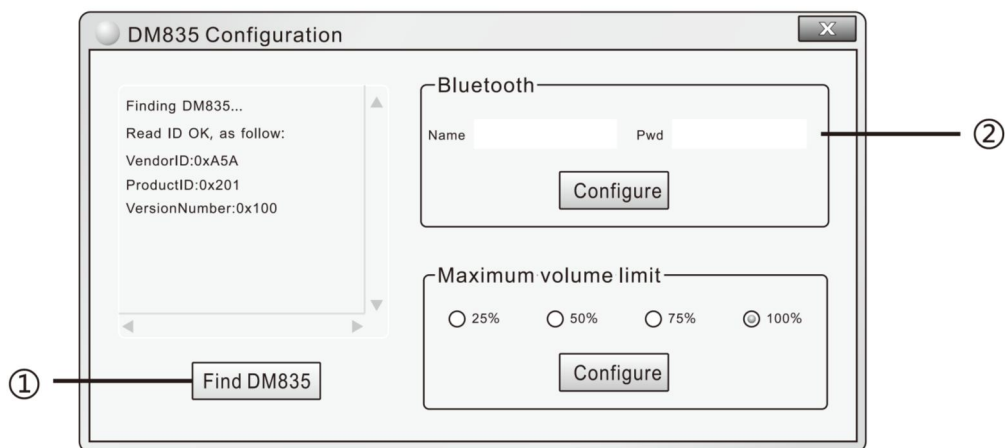 DM835 Configuration
X
Finding DM835...
Read ID OK, as follow:
VendorID:0xA5A
ProductID:0x201
VersionNumber:0x100
Bluetooth
Name
Pwd
②
Configure
Maximum volume limit
25%
50%
75%
100%
Configure
①
Find DM835